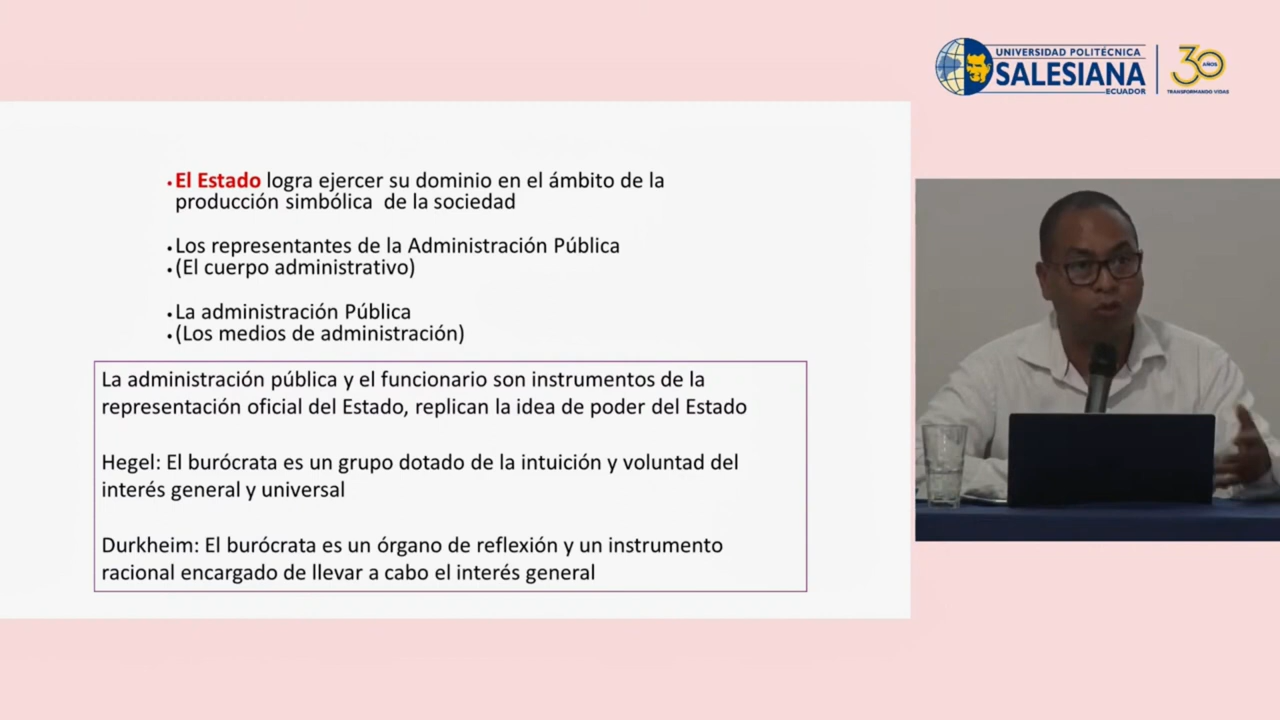 UNIVERSIDAD POLITÉCNICA
SALESIANA
ECUADOR
30
AÑOS
TRANSFORMANDO VIDAS
• El Estado logra ejercer su dominio en el ámbito de la
producción simbólica de la sociedad
• Los representantes de la Administración Pública
• (El cuerpo administrativo)
• La administración Pública
• (Los medios de administración)
La administración pública y el funcionario son instrumentos de la
representación oficial del Estado, replican la idea de poder del Estado
Hegel: El burócrata es un grupo dotado de la intuición y voluntad del
interés general y universal
Durkheim: El burócrata es un órgano de reflexión y un instrumento
racional encargado de llevar a cabo el interés general